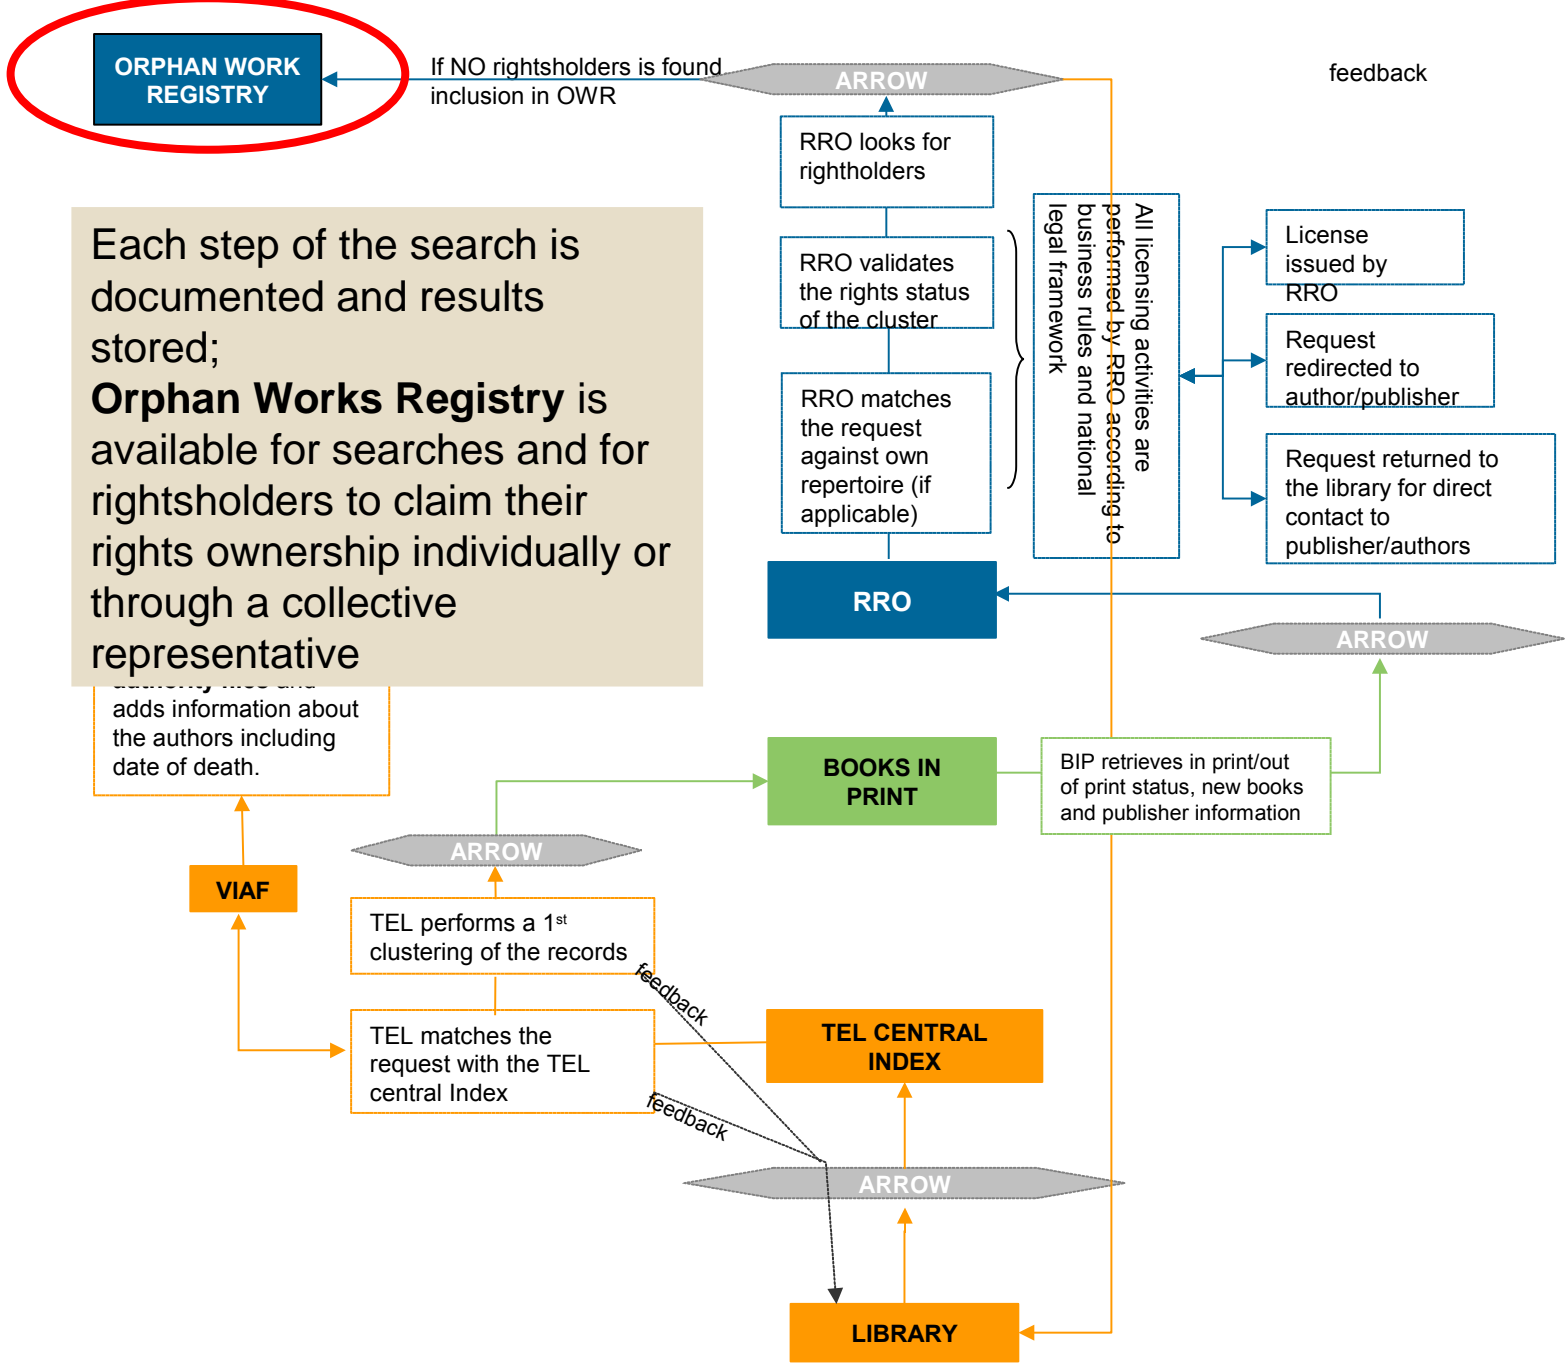 ORPHAN WORK
REGISTRY
If NO rightsholders is found
inclusion in OWR
ARROW
feedback
RRO looks for
rightholders
All licensing activities are
performed by RRO according to
business rules and national
legal framework
License
issued by
RRO
Each step of the search is
documented and results
stored;
Orphan Works Registry is
available for searches and for
rightsholders to claim their
rights ownership individually or
through a collective
representative
RRO validates
the rights status
of the cluster
Request
redirected to
author/publisher
RRO matches
the request
against own
repertoire (if
applicable)
Request returned to
the library for direct
contact to
publisher/authors
RRO
ARROW
authority files and
adds information about
the authors including
date of death.
BOOKS IN
PRINT
BIP retrieves in print/out
of print status, new books
and publisher information
ARROW
VIAF
TEL performs a 1st
clustering of the records
feedback
TEL matches the
request with the TEL
central Index
feedback
TEL CENTRAL
INDEX
ARROW
LIBRARY